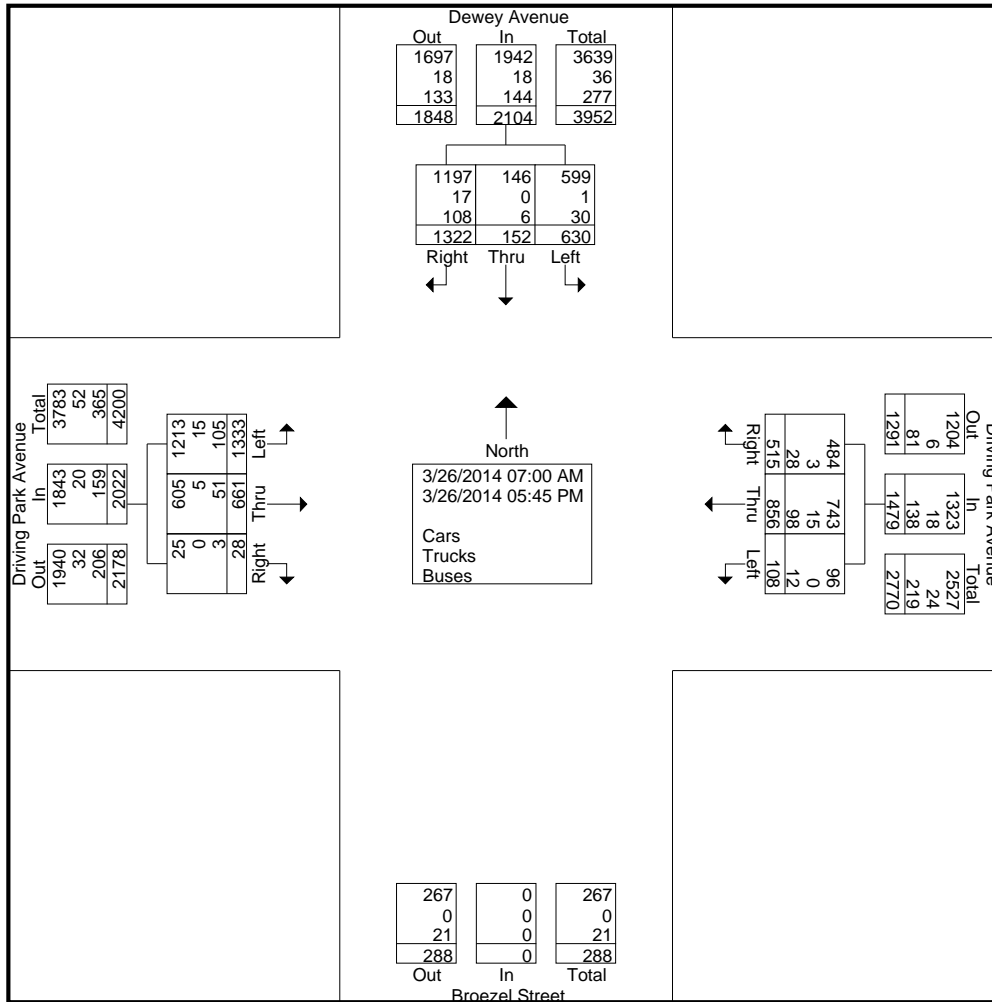 Dewey Avenue
Out In Total
1697 1942 3639
18 18 36
133 144 277
1848 2104 3952
1197 146 599
17 0 1
108 6 30
1322 152 630
Right Thru Left
Driving Park Avenue
Total In Out
3783 1843 1940
52 20 32
365 159 206
4200 2022 2178
1213 605 25
15 5 0
105 51 3
1333 661 28
Left Thru Right
North
3/26/2014 07:00 AM
3/26/2014 05:45 PM
Cars
Trucks
Buses
Right Thru Left
484 743 96
3 15 0
28 98 12
515 856 108
Driving Park Avenue
Out In Total
1204 1323 2527
6 18 24
81 138 219
1291 1479 2770
267 0 267
0 0 0
21 0 21
288 0 288
Out In Total
Broezel Street